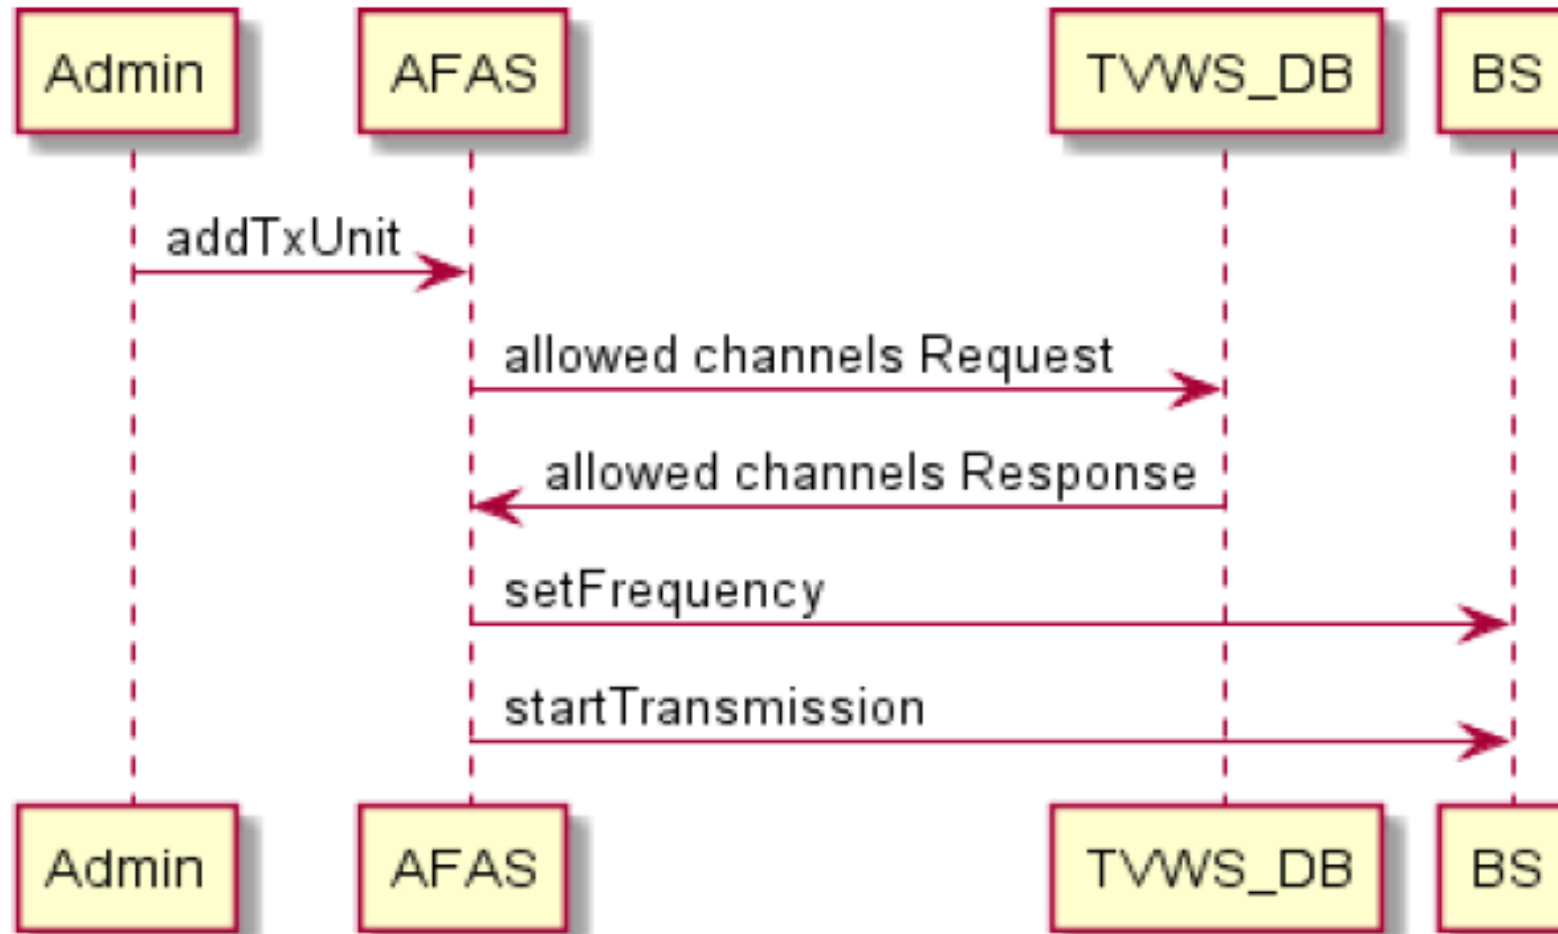 Admin AFAS TVWS_DB BS
addTxUnit
allowed channels Request
allowed channels Response
setFrequency
startTransmission
Admin AFAS TVWS_DB BS